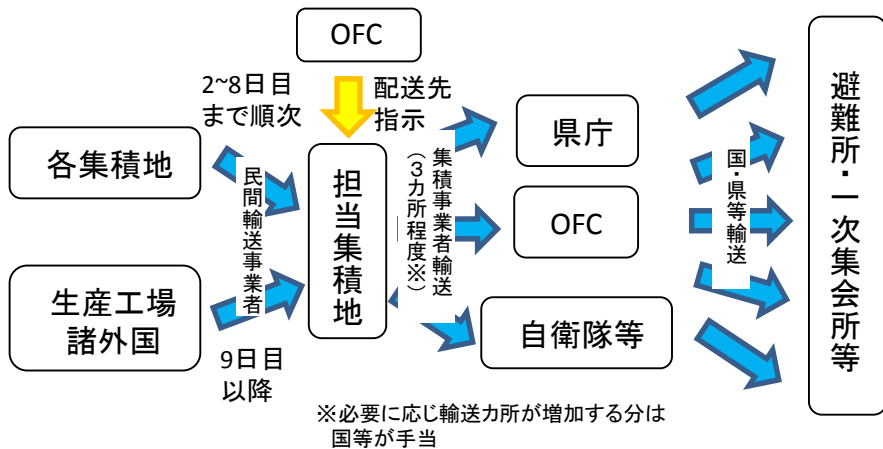 OFC
2~8日目
まで順次
配送先
指示
各集積地
民間輸送事業者
担当集積地
集積事業者輸送
（3カ所程度※）
県庁
OFC
自衛隊等
国・県等輸送
避難所・一次集会所等
生産工場
諸外国
9日目
以降
※必要に応じ輸送カ所が増加する分は
国等が手当